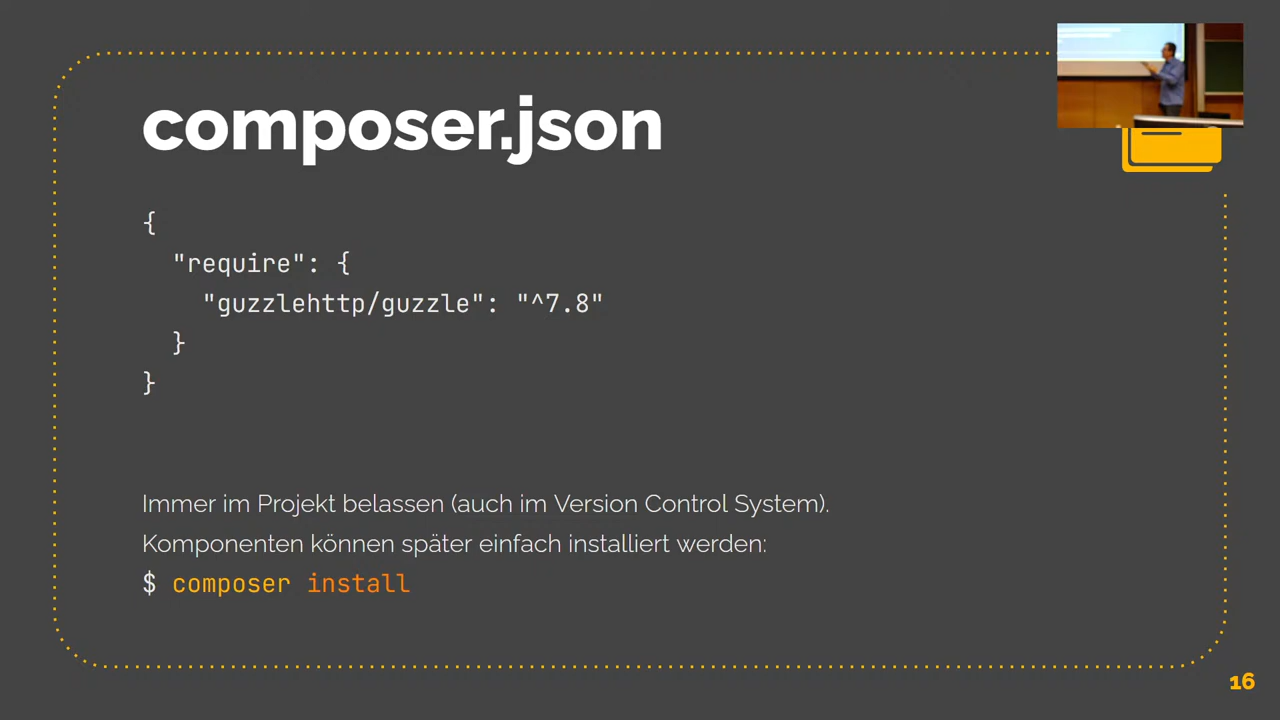 composer.json
{
"require": {
"guzzlehttp/guzzle": "^7.8"
}
}
Immer im Projekt belassen (auch im Version Control System).
Komponenten können später einfach installiert werden:
$ composer install
16